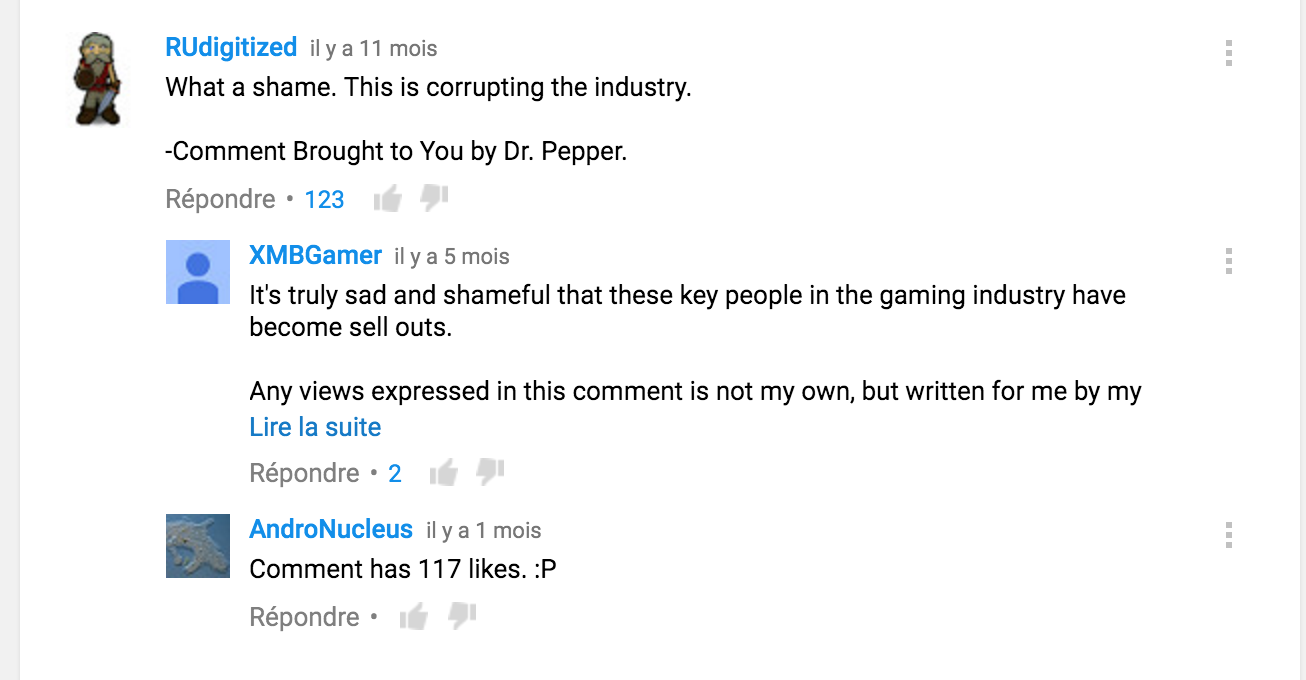 RUdigitized il y a 11 mois
What a shame. This is corrupting the industry.
-Comment Brought to You by Dr. Pepper.
Répondre • 123
XMBGamer il y a 5 mois
It's truly sad and shameful that these key people in the gaming industry have
become sell outs.
Any views expressed in this comment is not my own, but written for me by my
Lire la suite
Répondre • 2
AndroNucleus il y a 1 mois
Comment has 117 likes. :P
Répondre •